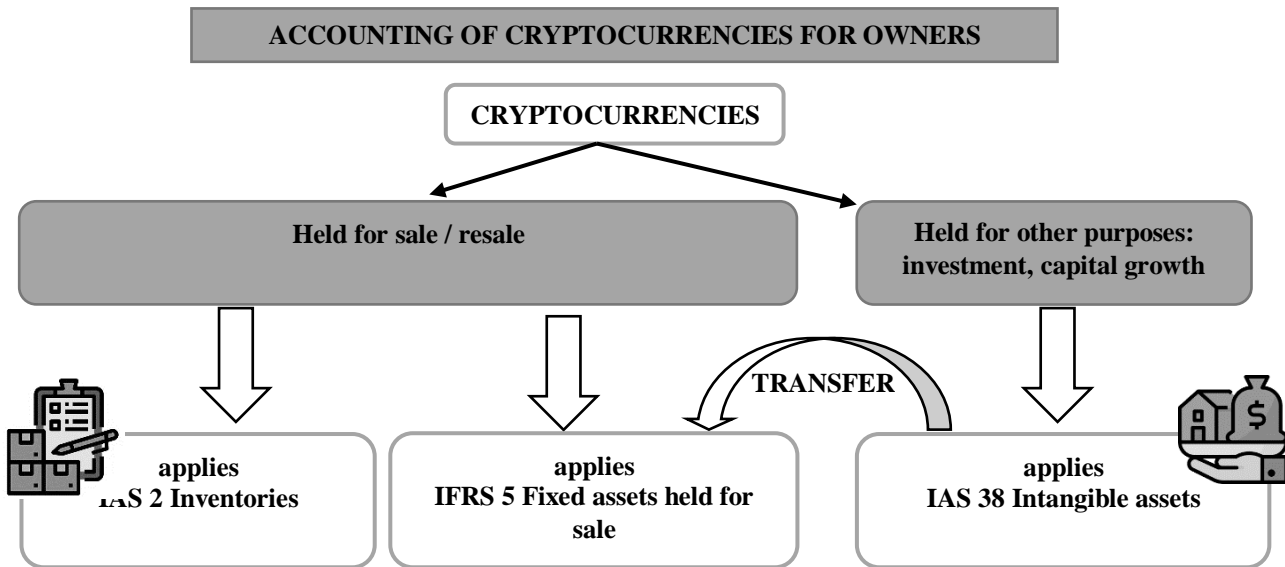 ACCOUNTING OF CRYPTOCURRENCIES FOR OWNERS
CRYPTOCURRENCIES
Held for sale / resale
Held for other purposes:
investment, capital growth
TRANSFER
applies
IAS 2 Inventories
applies
IFRS 5 Fixed assets held for
sale
applies
IAS 38 Intangible assets
$